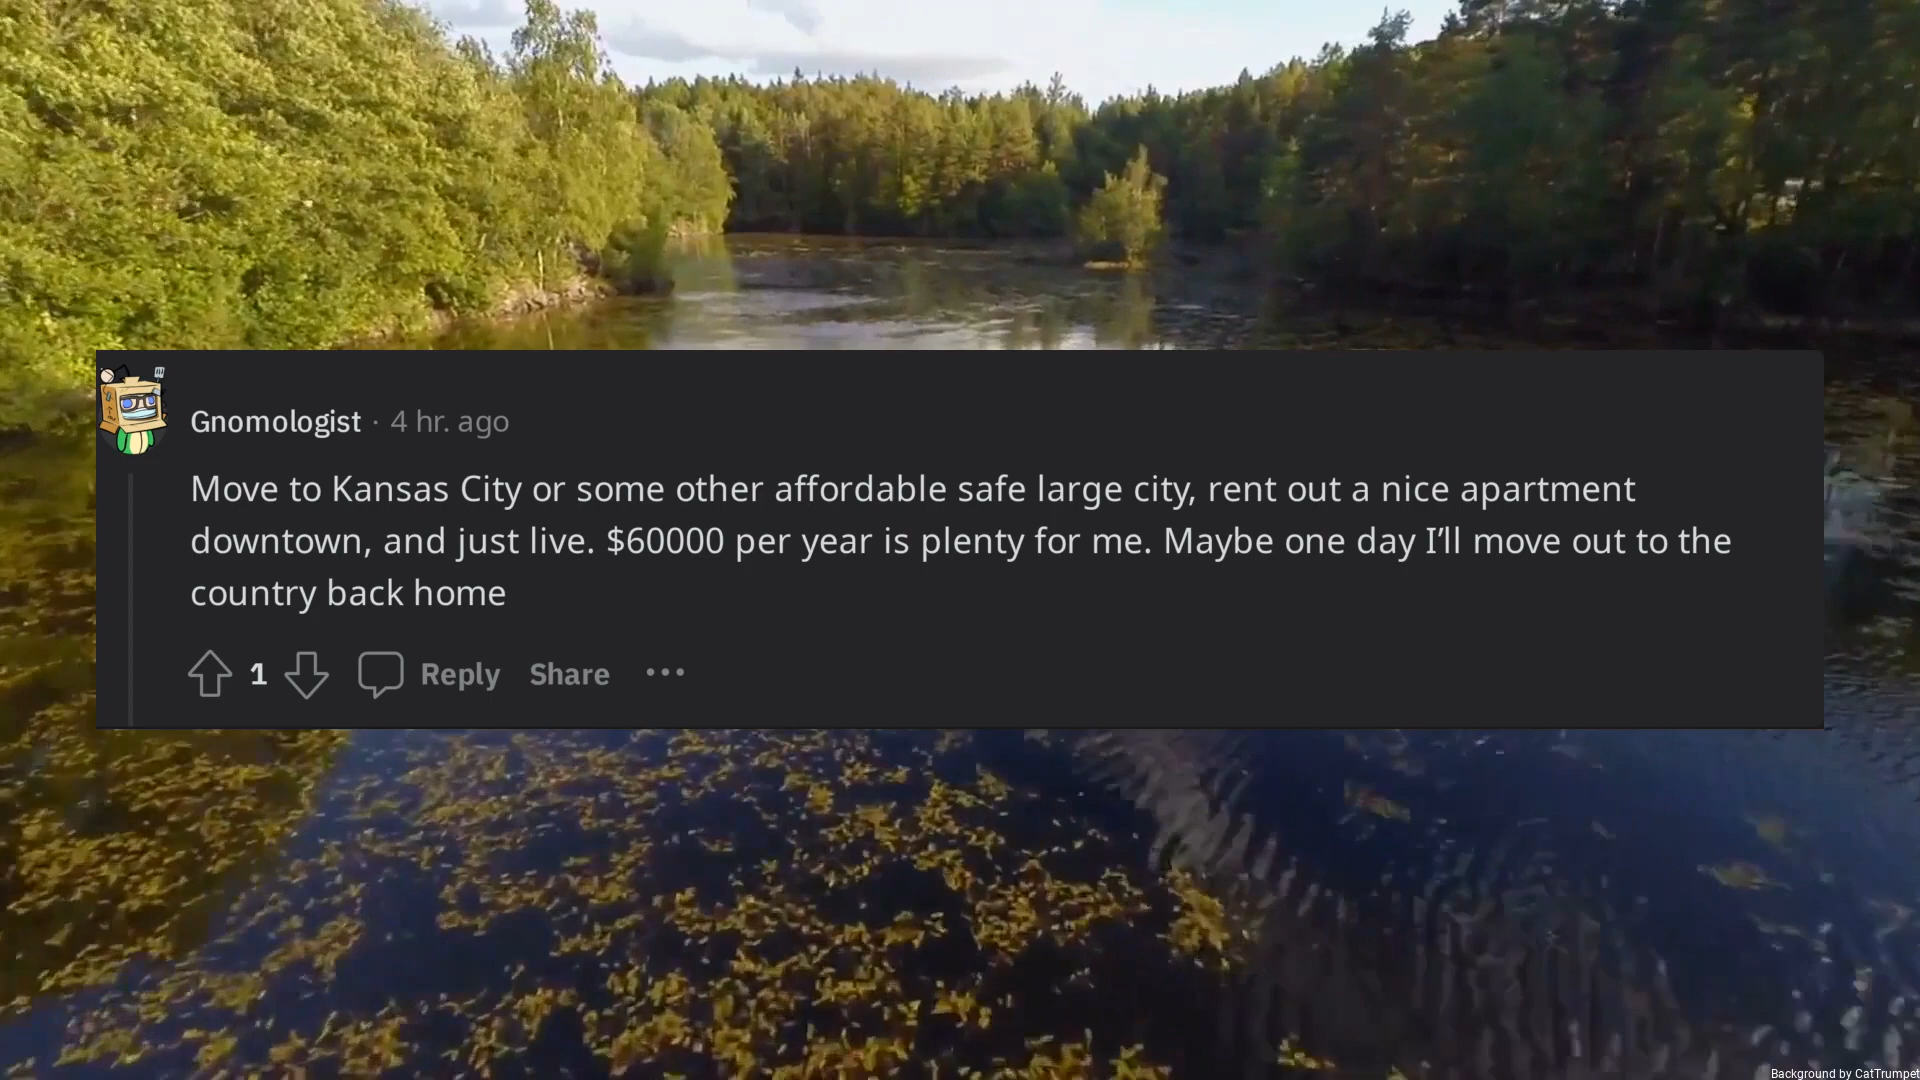 Gnomologist · 4 hr. ago
Move to Kansas City or some other affordable safe large city, rent out a nice apartment
downtown, and just live. $60000 per year is plenty for me. Maybe one day I’ll move out to the
country back home
1 Reply Share ···
Background by CatTrumpet